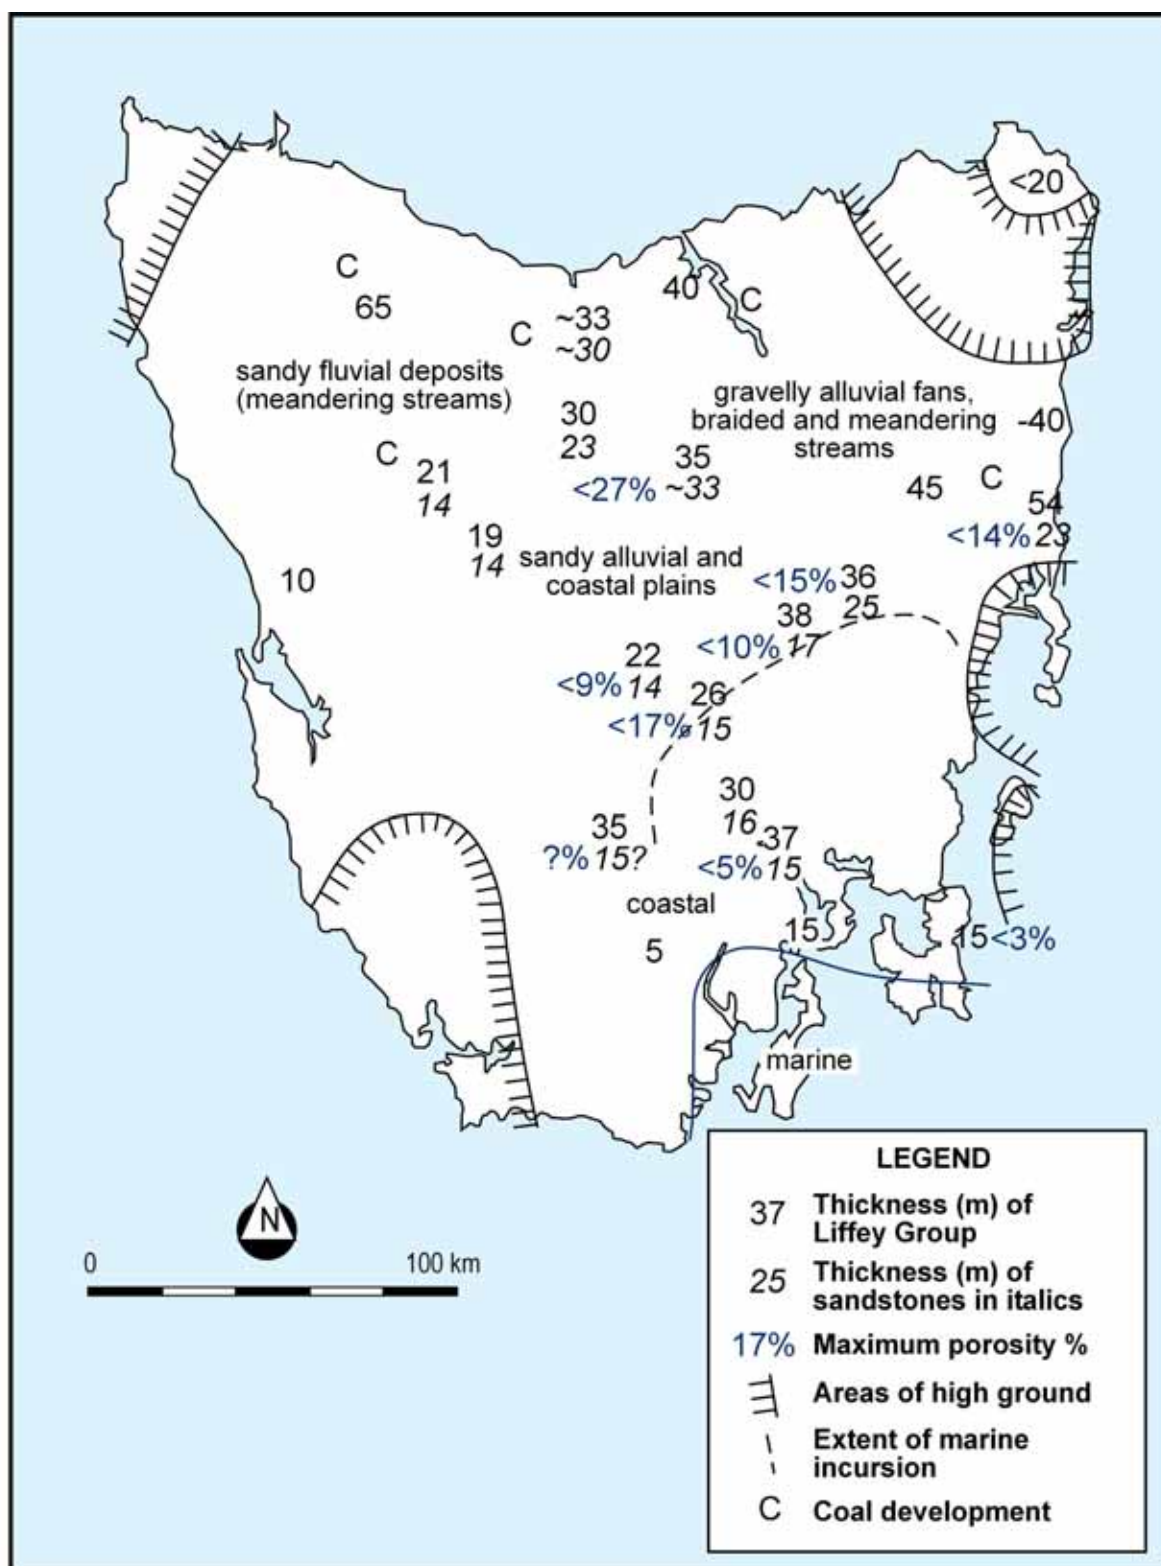 <20
C
40
C
65
~33
C
~30
sandy fluvial deposits
(meandering streams)
gravelly alluvial fans,
braided and meandering
streams
30
23
-40
C
21
14
35
<27% ~33
45
C
54
<14% 23
19
14
sandy alluvial and
coastal plains
10
<15% 36
25
38
<10% 17
22
<9% 14
26
<17% 15
30
16
35
?% 15?
37
<5% 15
coastal
5
15
15 <3%
marine
LEGEND
37 Thickness (m) of
Liffey Group
25 Thickness (m) of
sandstones in italics
17% Maximum porosity %
Areas of high ground
Extent of marine
incursion
C Coal development
N
0 100 km